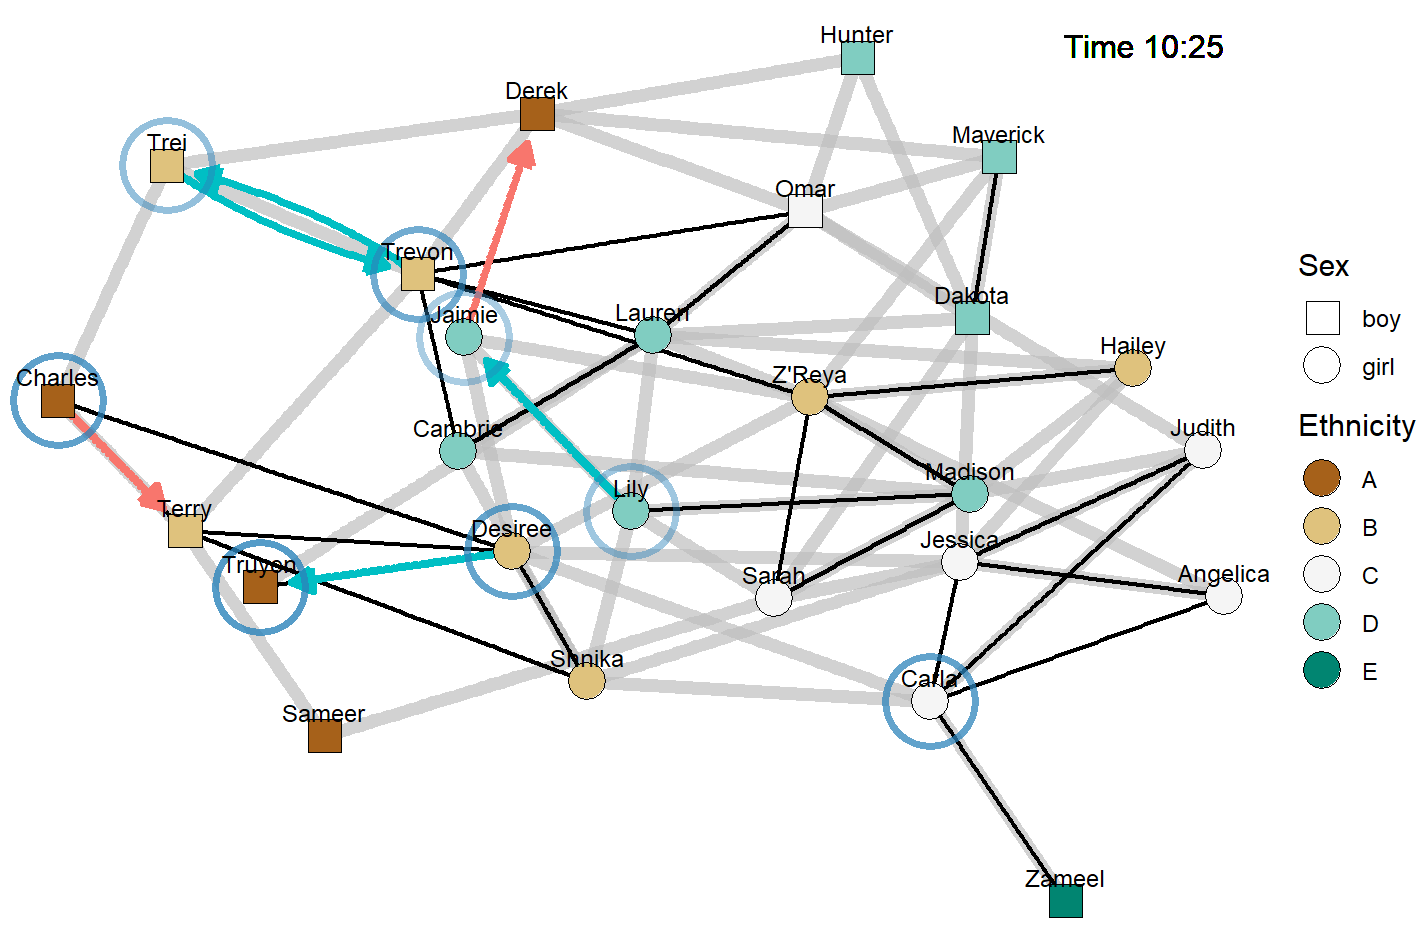 Hunter
Time 10:25
Derek
Trei
Maverick
Omar
Trevon
Sex
Dakota
Jaimie
Lauren
boy
Hailey
girl
Charles
Z'Reya
Ethnicity
Cambrie
Judith
Madison
A
Lily
Terry
Desiree
B
Jessica
Truyon
Sarah
Angelica
C
D
Shnika
Carla
E
Sameer
Zameel